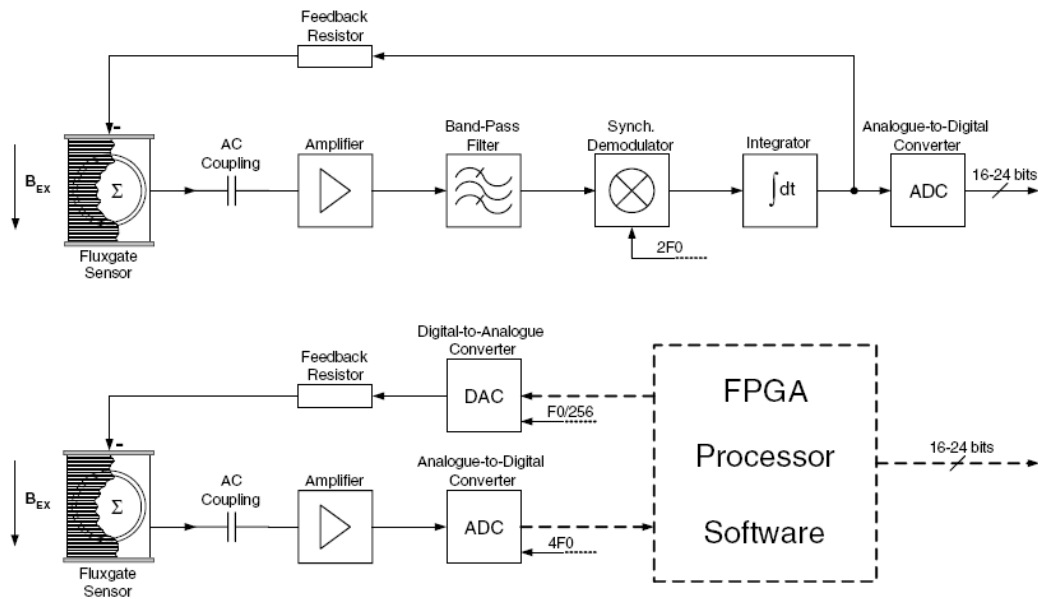 Feedback
Resistor
AC
Coupling
Amplifier
Band-Pass
Filter
Synch.
Demodulator
Integrator
Analogue-to-Digital
Converter
-
BEX
Σ
∫dt
ADC
16-24 bits
2F0
Fluxgate
Sensor
Digital-to-Analogue
Converter
Feedback
Resistor
DAC
F0/256
FPGA
Processor
Software
16-24 bits
-
BEX
Σ
AC
Coupling
Amplifier
Analogue-to-Digital
Converter
ADC
4F0
Fluxgate
Sensor